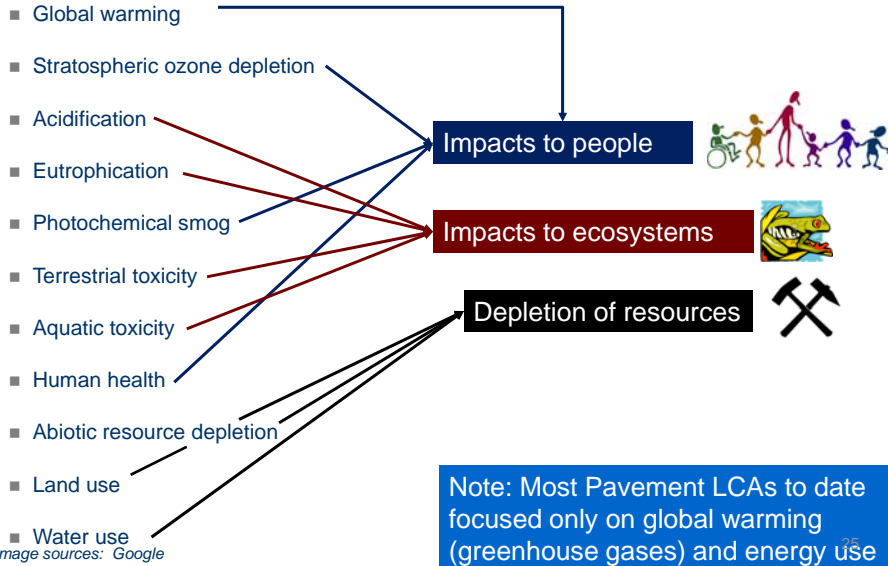 Global warming
Stratospheric ozone depletion
Acidification
Eutrophication
Photochemical smog
Terrestrial toxicity
Aquatic toxicity
Human health
Abiotic resource depletion
Land use
Water use
Impacts to people
Impacts to ecosystems
Depletion of resources
Note: Most Pavement LCAs to date
focused only on global warming
(greenhouse gases) and energy use
mage sources: Google
25